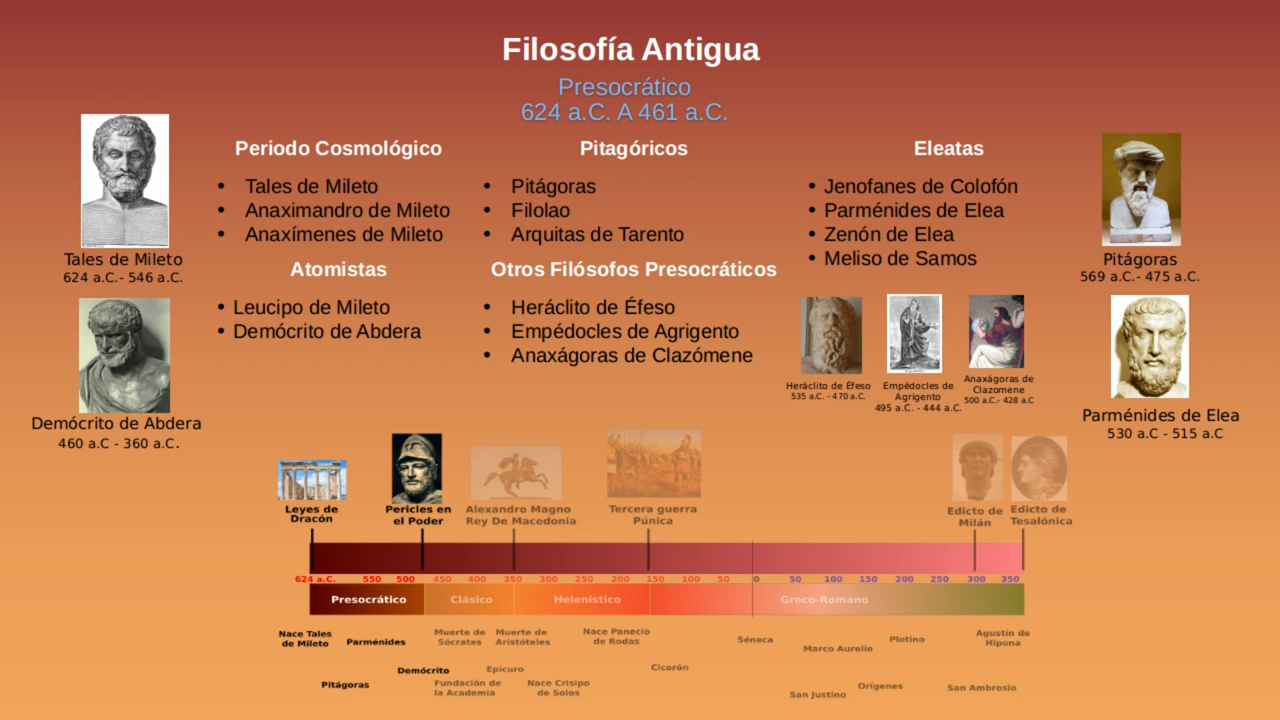 Filosofía Antigua
Presocrático
624 a.C. A 461 a.C.
Periodo Cosmológico
• Tales de Mileto
• Anaximandro de Mileto
• Anaxímenes de Mileto
Pitagóricos
• Pitágoras
• Filolao
• Arquitas de Tarento
Eleatas
• Jenofanes de Colofón
• Parménides de Elea
• Zenón de Elea
• Meliso de Samos
Atomistas
• Leucipo de Mileto
• Demócrito de Abdera
Otros Filósofos Presocráticos
• Heráclito de Éfeso
• Empédocles de Agrigento
• Anaxágoras de Clazómene
Tales de Mileto
624 a.C.- 546 a.C.
Demócrito de Abdera
460 a.C - 360 a.C.
Pitágoras
569 a.C.- 475 a.C.
Parménides de Elea
530 a.C - 515 a.C
Heráclito de Éfeso
535 a.C. - 470 a.C.
Empédocles de
Agrigento
495 a.C. - 444 a.C.
Anaxágoras de
Clazomene
500 a.C.- 428 a.C
Leyes de
Dracón
Pericles en
el Poder
Alexandro Magno
Rey De Macedonia
Tercera guerra
Púnica
Edicto de
Milán
Edicto de
Tesalónica
624 a.C. 550 500 450 400 350 300 250 200 150 100 50 0 50 100 150 200 250 300 350
Presocrático Clásico Helenistico Greco-Romano
Nace Tales
de Mileto
Parménides
Pitágoras
Demócrito
Muerte de
Sócrates
Muerte de
Aristóteles
Epicuro
Fundación de
la Academia
Nace Crisipo
de Solos
Nace Panecio
de Rodas
Cicerón
Séneca
Marco Aurelio
San Justino
Plotino
Orígenes
Agustín de
Hipona
San Ambrosio